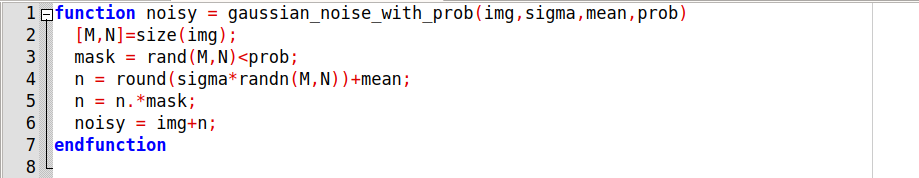 1 function noisy = gaussian_noise_with_prob(img,sigma,mean,prob)
2 [M,N]=size(img);
3 mask = rand(M,N)<prob;
4 n = round(sigma*randn(M,N))+mean;
5 n = n.*mask;
6 noisy = img+n;
7 endfunction
8